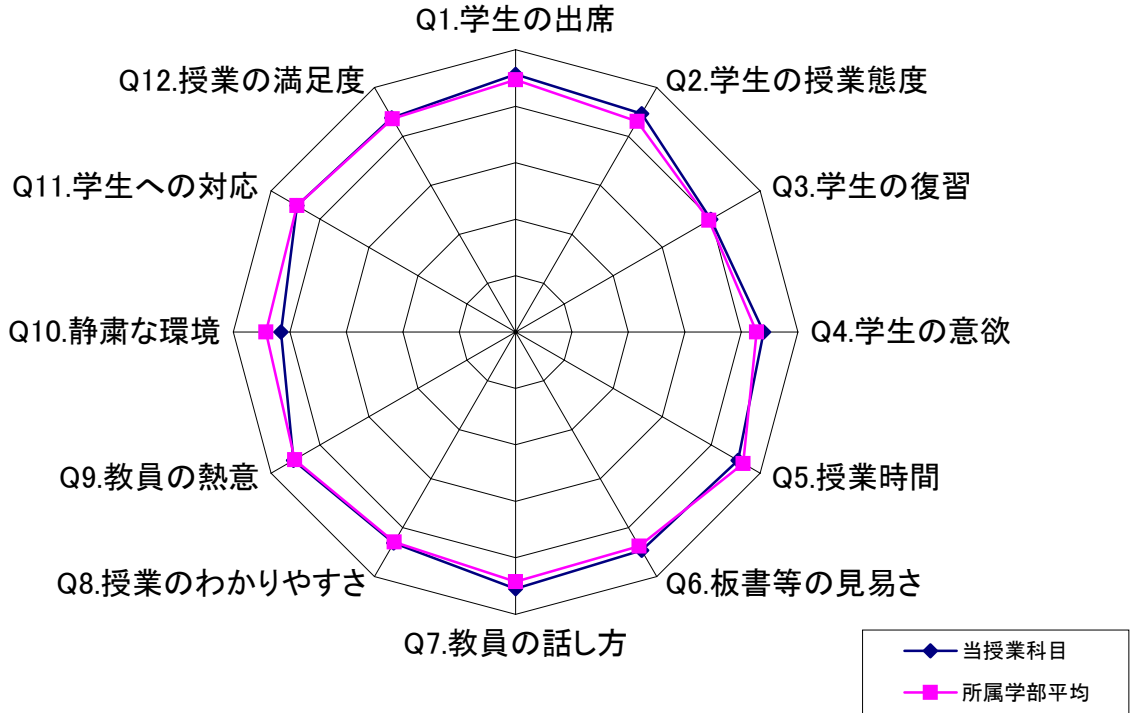 Q1.学生の出席
Q2.学生の授業態度
Q3.学生の復習
Q4.学生の意欲
Q5.授業時間
Q6.板書等の見易さ
Q7.教員の話し方
Q8.授業のわかりやすさ
Q9.教員の熱意
Q10.静粛な環境
Q11.学生への対応
Q12.授業の満足度
当授業科目
所属学部平均